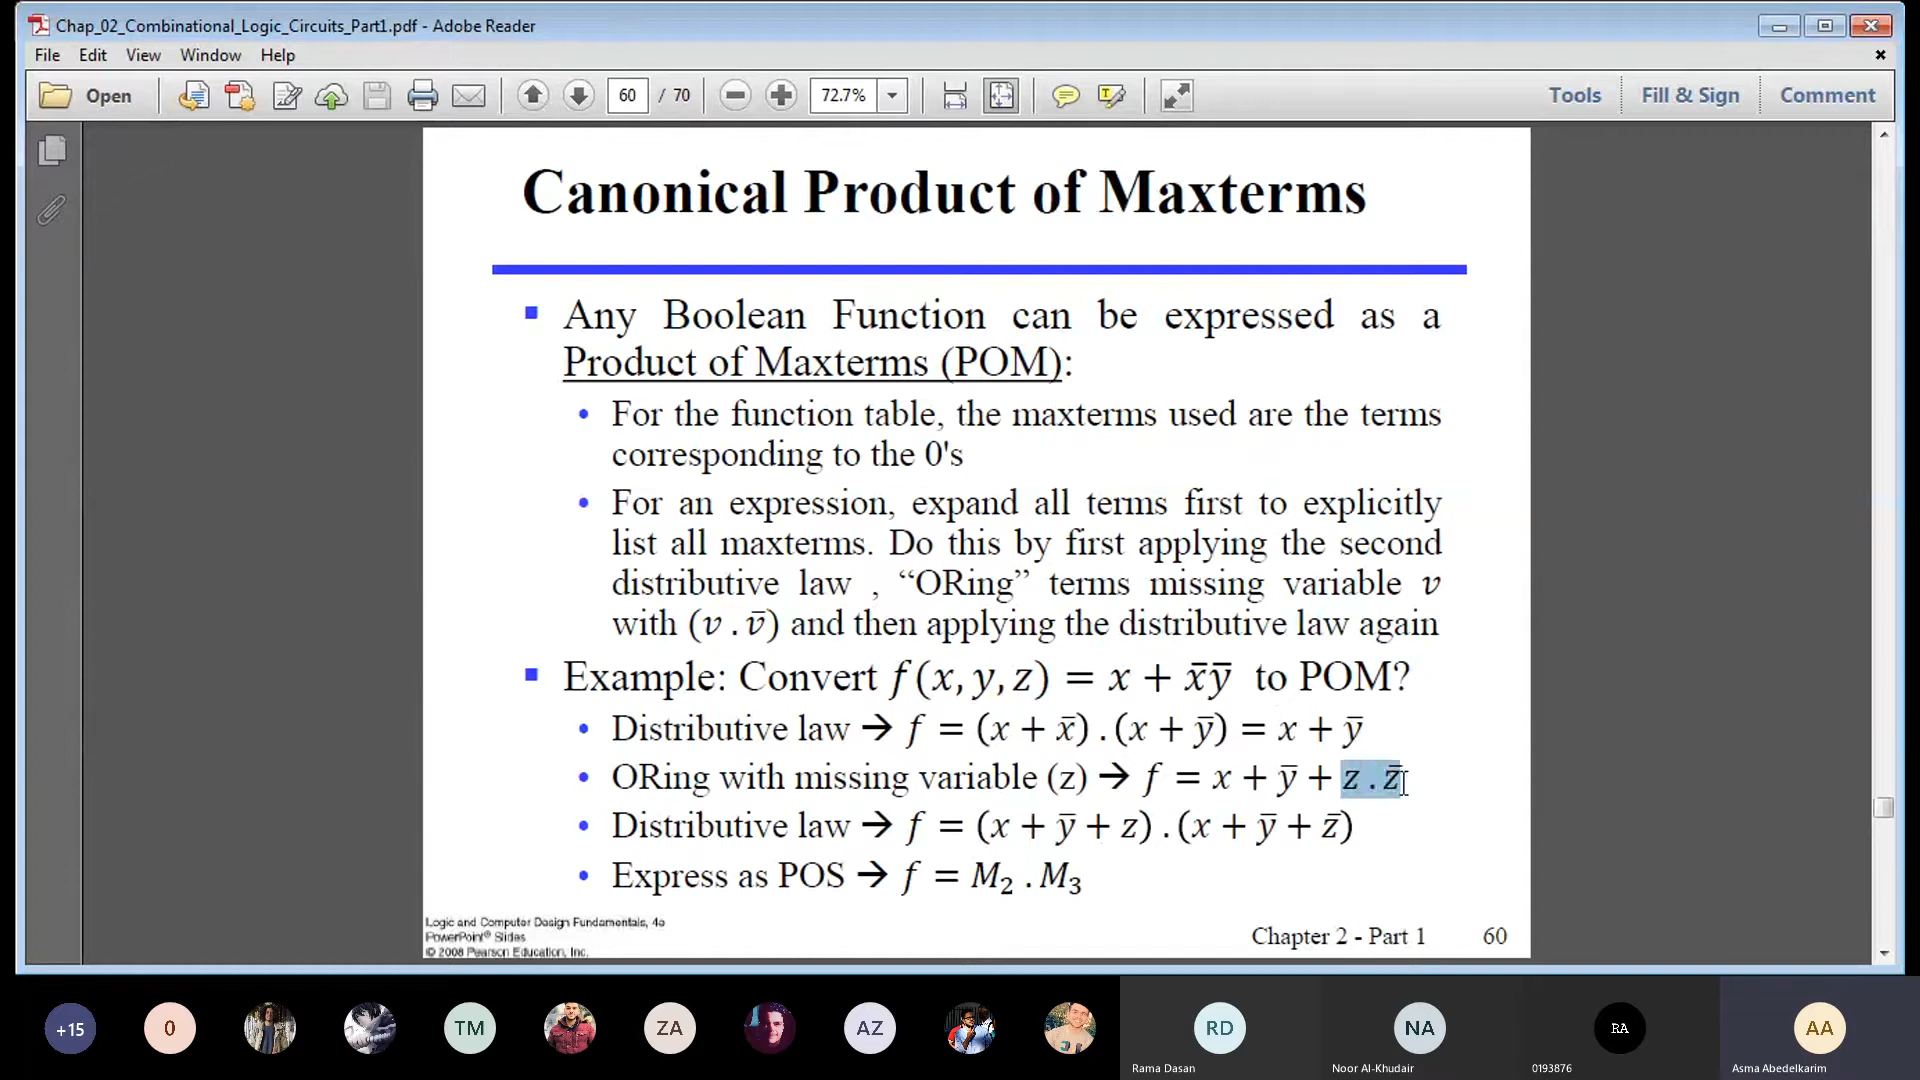 Chap_02_Combinational_Logic_Circuits_Part1.pdf - Adobe Reader
File Edit View Window Help
Open 60 / 70 72.7% Tools Fill & Sign Comment
Canonical Product of Maxterms
Any Boolean Function can be expressed as a
Product of Maxterms (POM):
• For the function table, the maxterms used are the terms
corresponding to the 0's
• For an expression, expand all terms first to explicitly
list all maxterms. Do this by first applying the second
distributive law , “ORing” terms missing variable v
with (v . v̄) and then applying the distributive law again
Example: Convert f(x, y, z) = x + x̄ȳ to POM?
• Distributive law → f = (x + x̄) . (x + ȳ) = x + ȳ
• ORing with missing variable (z) → f = x + ȳ + z . z̄
• Distributive law → f = (x + ȳ + z) . (x + ȳ + z̄)
• Express as POS → f = M₂ . M₃
Logic and Computer Design Fundamentals, 4e
PowerPoint® Slides
© 2008 Pearson Education, Inc.
Chapter 2 - Part 1 60
+15 0 TM ZA AZ RD NA RA AA
Rama Dasan Noor Al-Khudair 0193876 Asma Abedelkarim